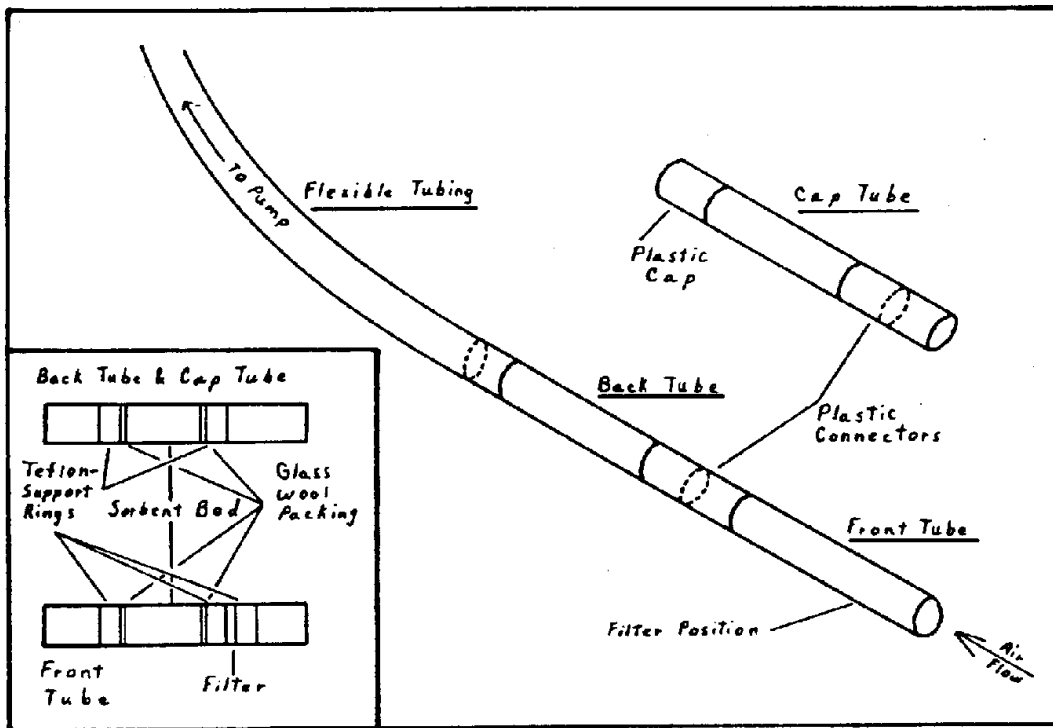 To Pump
Flexible Tubing
Cap Tube
Plastic
Cap
Back Tube
Plastic
Connectors
Front Tube
Filter Position
Air
Flow
Back Tube & Cap Tube
Teflon-
Support
Rings
Sorbent Bed
Glass
wool
Packing
Front
Tube
Filter